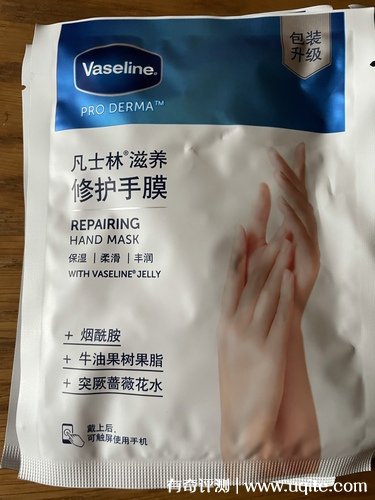 包装
升级
Vaseline®
PRO DERMA™
凡士林®滋养
修护手膜
REPAIRING
HAND MASK
保湿 | 柔滑 | 丰润
WITH VASELINE® JELLY
+ 烟酰胺
+ 牛油果树果脂
+ 突厥蔷薇花水
戴上后,
可触屏使用手机
有奇评测 | www.uqite.com